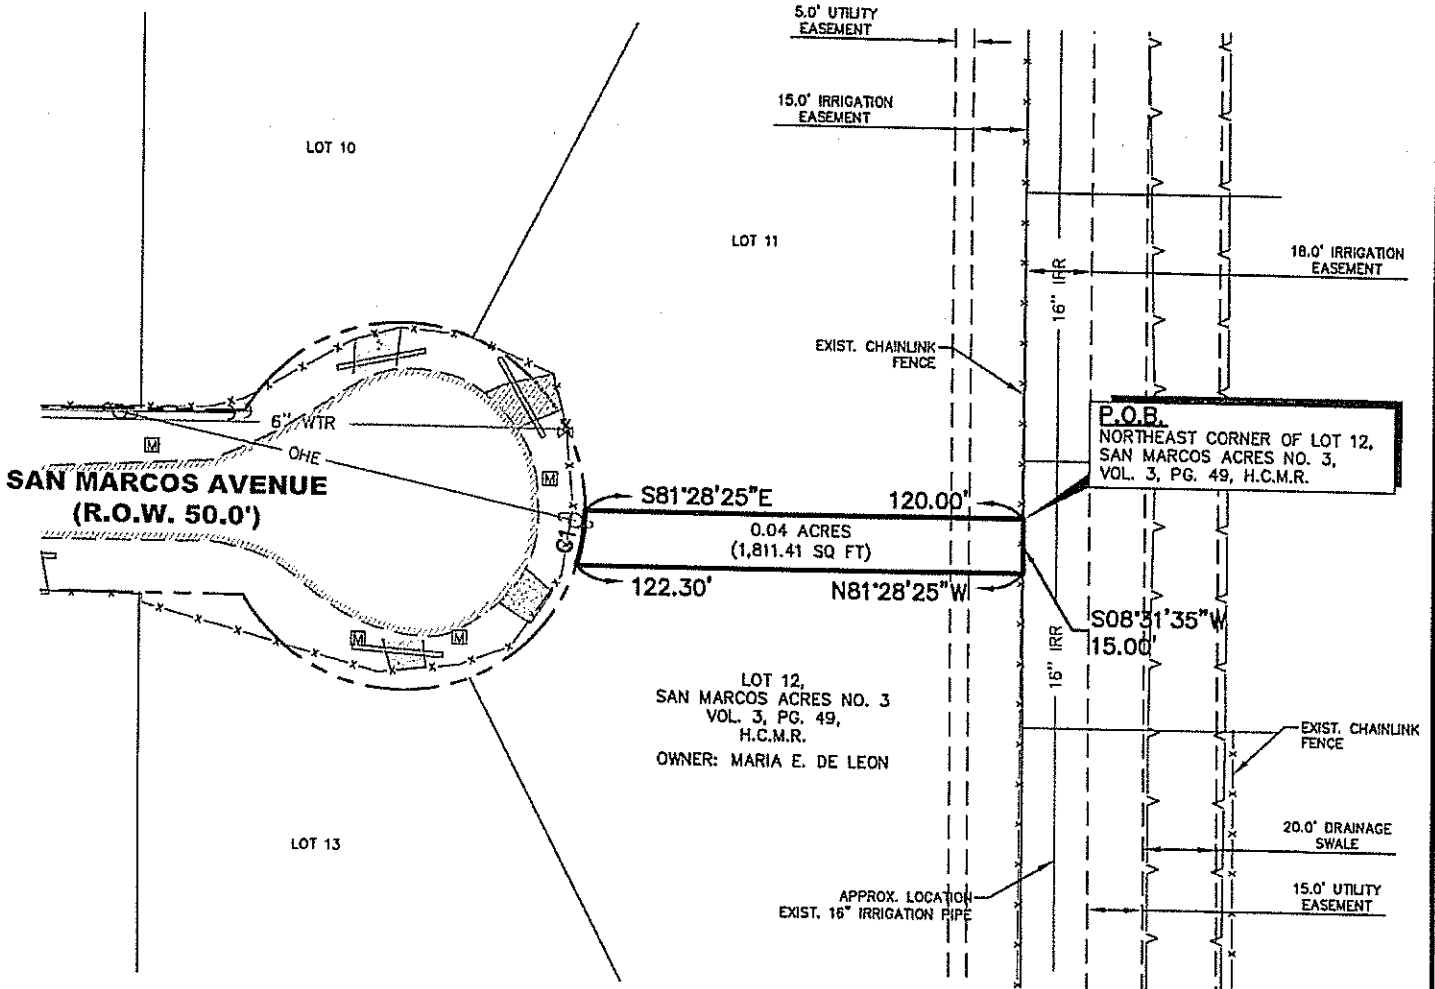 5.0' UTILITY
EASEMENT
15.0' IRRIGATION
EASEMENT
LOT 10
LOT 11
18.0' IRRIGATION
EASEMENT
16" IRR
EXIST. CHAINLINK
FENCE
P.O.B.
NORTHEAST CORNER OF LOT 12,
SAN MARCOS ACRES NO. 3,
VOL. 3, PG. 49, H.C.M.R.
6" WTR
OHE
M
M
SAN MARCOS AVENUE
(R.O.W. 50.0')
S81°28'25"E
120.00'
0.04 ACRES
(1,811.41 SQ FT)
C1
122.30'
N81°28'25"W
S08°31'35"W
15.00'
M
M
16" IRR
LOT 12,
SAN MARCOS ACRES NO. 3
VOL. 3, PG. 49,
H.C.M.R.
OWNER: MARIA E. DE LEON
EXIST. CHAINLINK
FENCE
LOT 13
20.0' DRAINAGE
SWALE
APPROX. LOCATION
EXIST. 16" IRRIGATION PIPE
15.0' UTILITY
EASEMENT